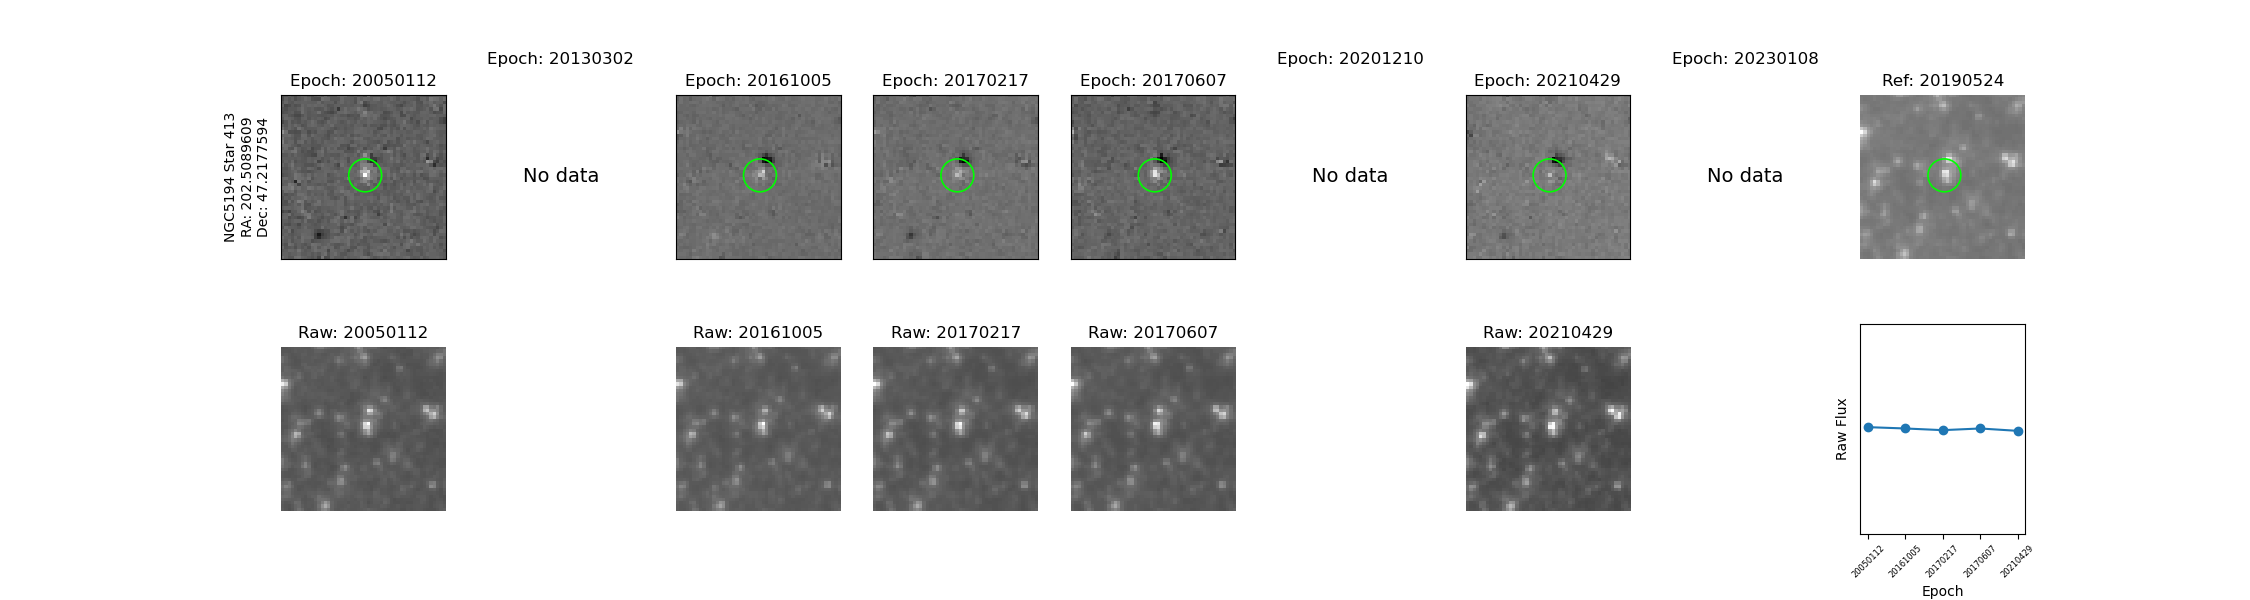 Epoch: 20130302
Epoch: 20201210
Epoch: 20230108
Epoch: 20050112
Epoch: 20161005
Epoch: 20170217
Epoch: 20170607
Epoch: 20210429
Ref: 20190524
NGC5194 Star 413
RA: 202.5089609
Dec: 47.22177594
No data
No data
No data
Raw: 20050112
Raw: 20161005
Raw: 20170217
Raw: 20170607
Raw: 20210429
Raw Flux
20050112
20161005
20170217
20170607
20210429
Epoch